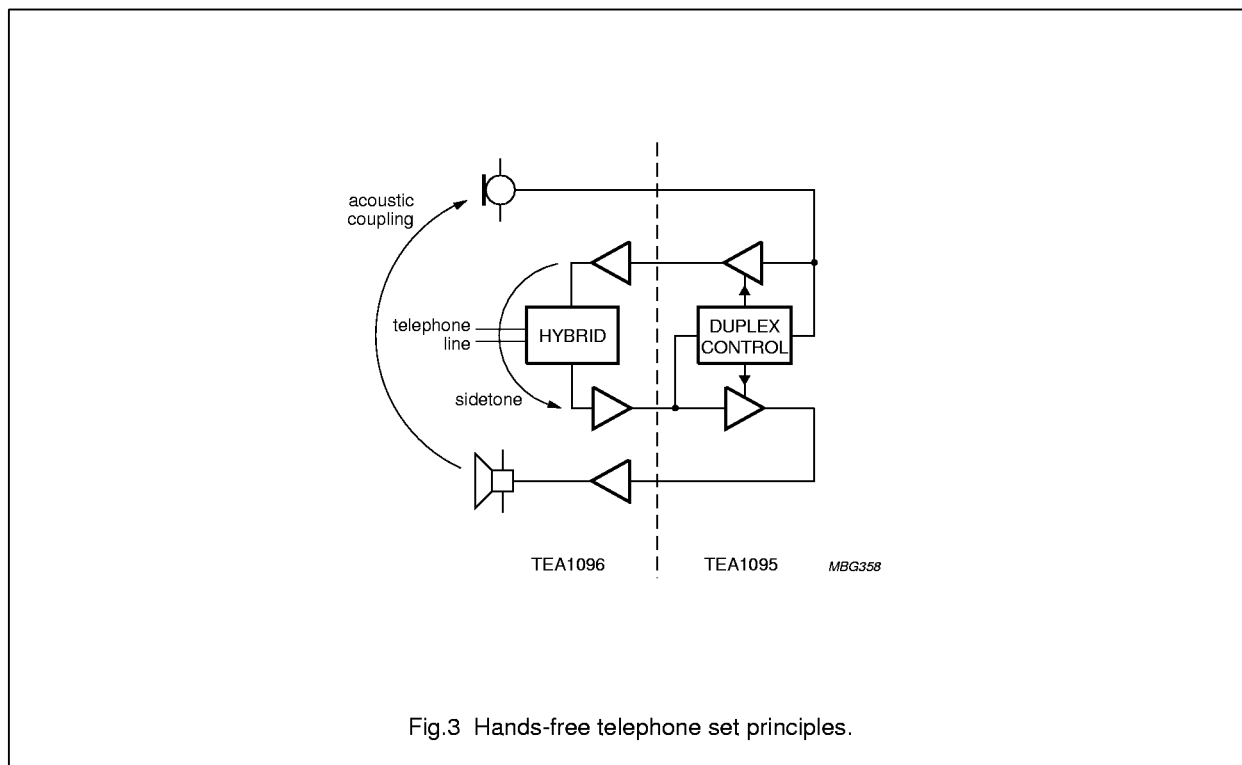 acoustic
coupling
telephone
line
HYBRID
DUPLEX
CONTROL
sidetone
TEA1096
TEA1095
MBG358
Fig.3 Hands-free telephone set principles.